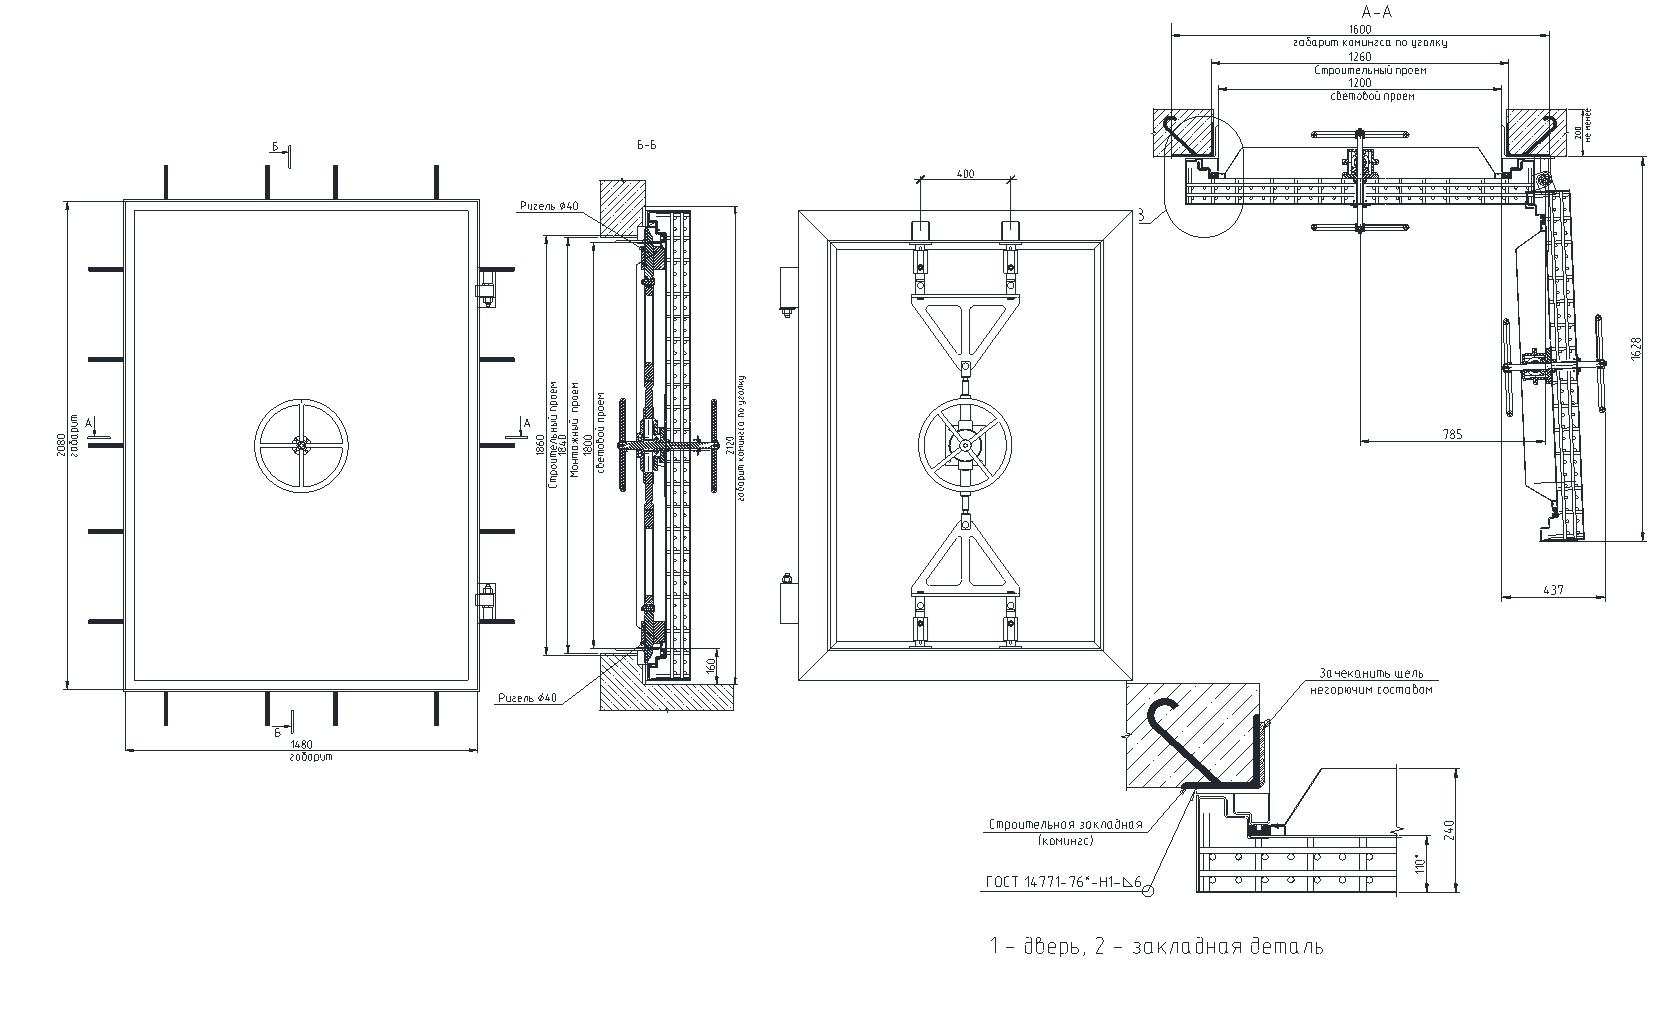 А-А
1600
габарит комингса по уголку
1260
Строительный проем
1200
световой проем
200
не менее
Б
Б-Б
400
Ригель ϕ40
В
2080
габарит
А
А
1860
Строительный проем
1840
Монтажный проем
1800
световой проем
2120
габарит комингса по уголку
1628
785
437
160
Ригель ϕ40
Б
1480
габарит
Зачеканить щель
негорючим составом
Строительная закладная
(комингс)
240
110*
ГОСТ 14771-76*-Н1-⊿6
1 - дверь, 2 - закладная деталь